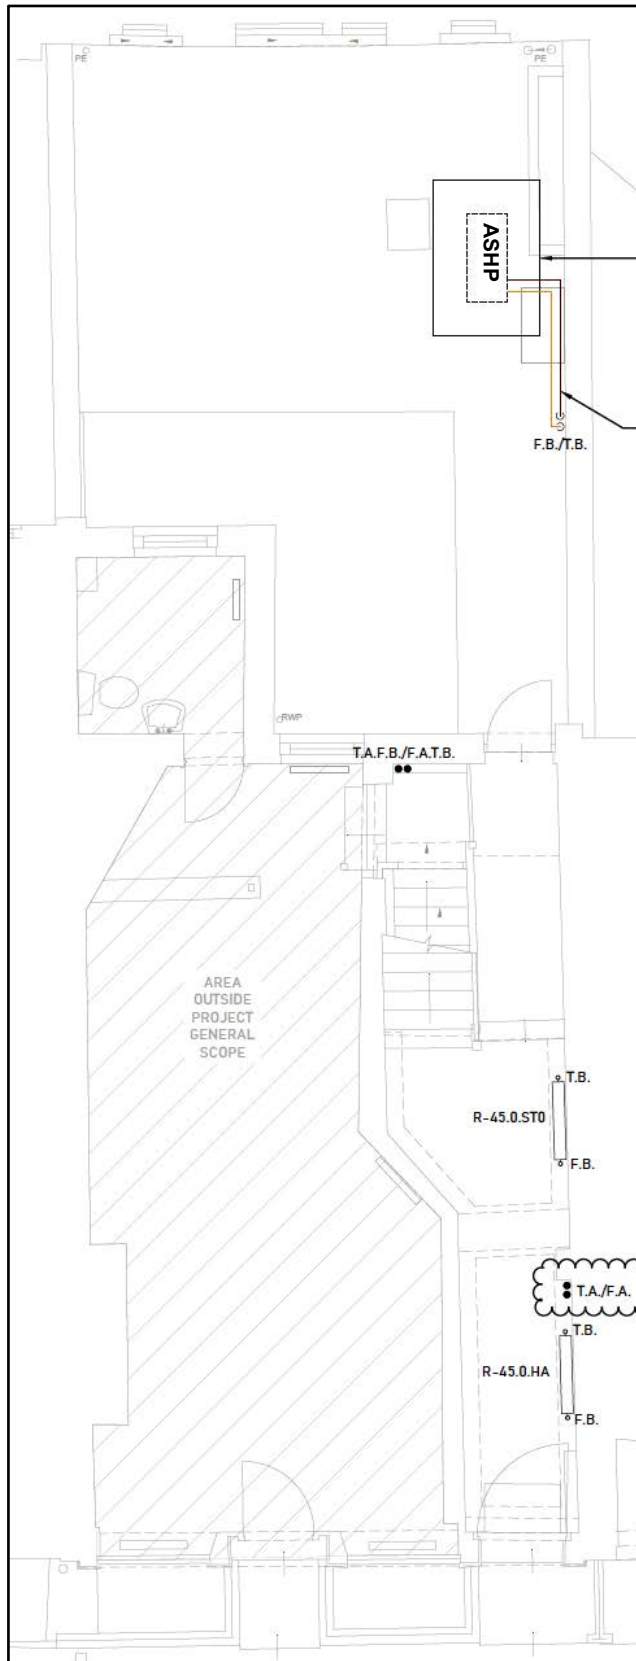 PE
PE
ASHP
F.B./T.B.
RWP
T.A.F.B./F.A.T.B.
AREA
OUTSIDE
PROJECT
GENERAL
SCOPE
T.B.
R-45.0.ST0
F.B.
T.A./F.A.
T.B.
R-45.0.HA
F.B.